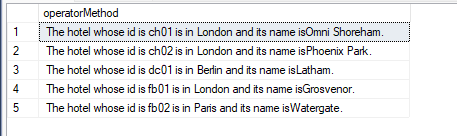 operatorMethod
1 The hotel whose id is ch01 is in London and its name isOmni Shoreham.
2 The hotel whose id is ch02 is in London and its name isPhoenix Park.
3 The hotel whose id is dc01 is in Berlin and its name isLatham.
4 The hotel whose id is fb01 is in London and its name isGrosvenor.
5 The hotel whose id is fb02 is in Paris and its name isWatergate.